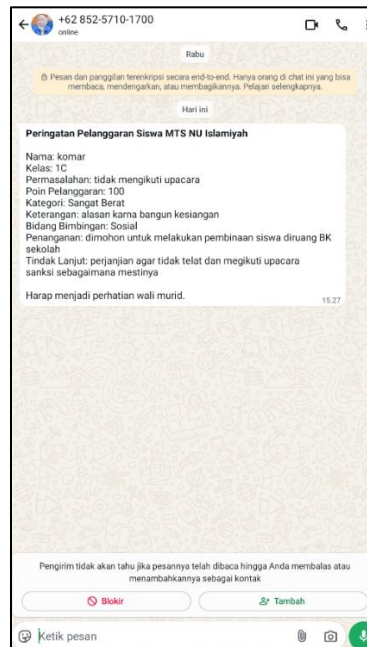 +62 852-5710-1700
online
Rabu
Pesan dan panggilan terenkripsi secara end-to-end. Hanya orang di chat ini yang bisa
membaca, mendengarkan, atau membagikannya. Pelajari selengkapnya.
Hari ini
Peringatan Pelanggaran Siswa MTS NU Islamiyah
Nama: komar
Kelas: 1C
Permasalahan: tidak mengikuti upacara
Poin Pelanggaran: 100
Kategori: Sangat Berat
Keterangan: alasan karna bangun kesiangan
Bidang Bimbingan: Sosial
Penanganan: dimohon untuk melakukan pembinaan siswa diruang BK
sekolah
Tindak Lanjut: perjanjian agar tidak telat dan megikuti upacara
sanksi sebagaimana mestinya
Harap menjadi perhatian wali murid.
15.27
Pengirim tidak akan tahu jika pesannya telah dibaca hingga Anda membalas atau
menambahkannya sebagai kontak
Blokir
Tambah
Ketik pesan